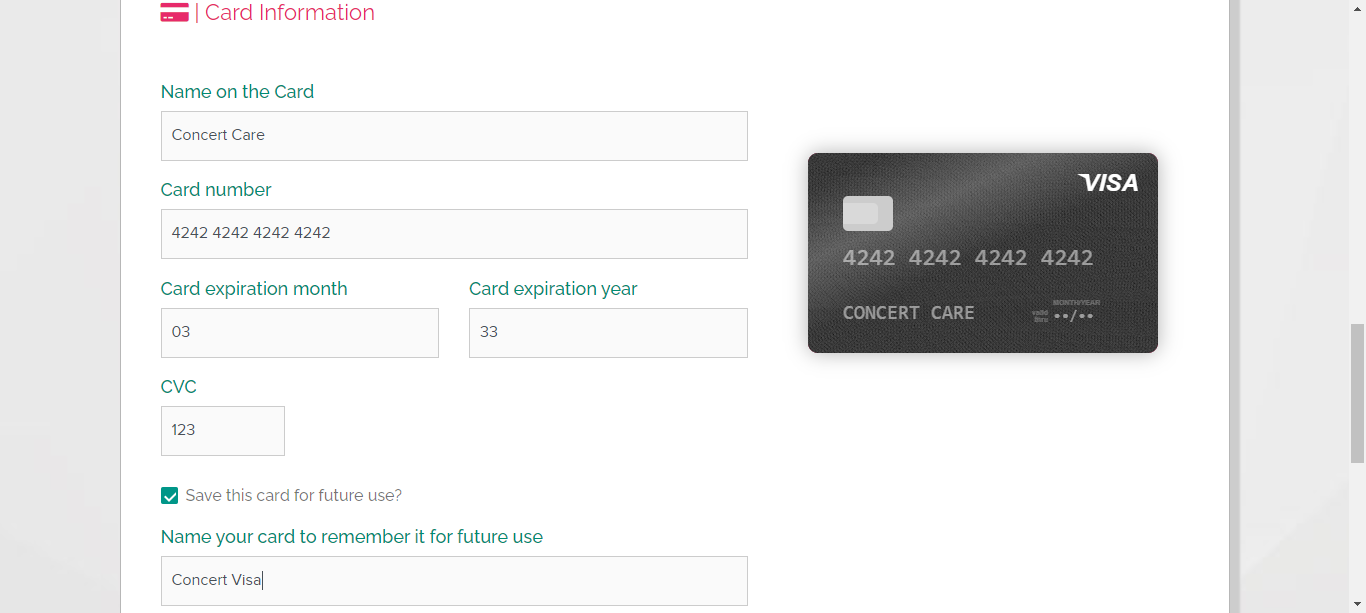 | Card Information
Name on the Card
Concert Care
Card number
4242 4242 4242 4242
Card expiration month
Card expiration year
03
33
CVC
123
Save this card for future use?
Name your card to remember it for future use
Concert Visa
VISA
4242 4242 4242 4242
MONTH/YEAR
CONCERT CARE
valid
thru
••/••